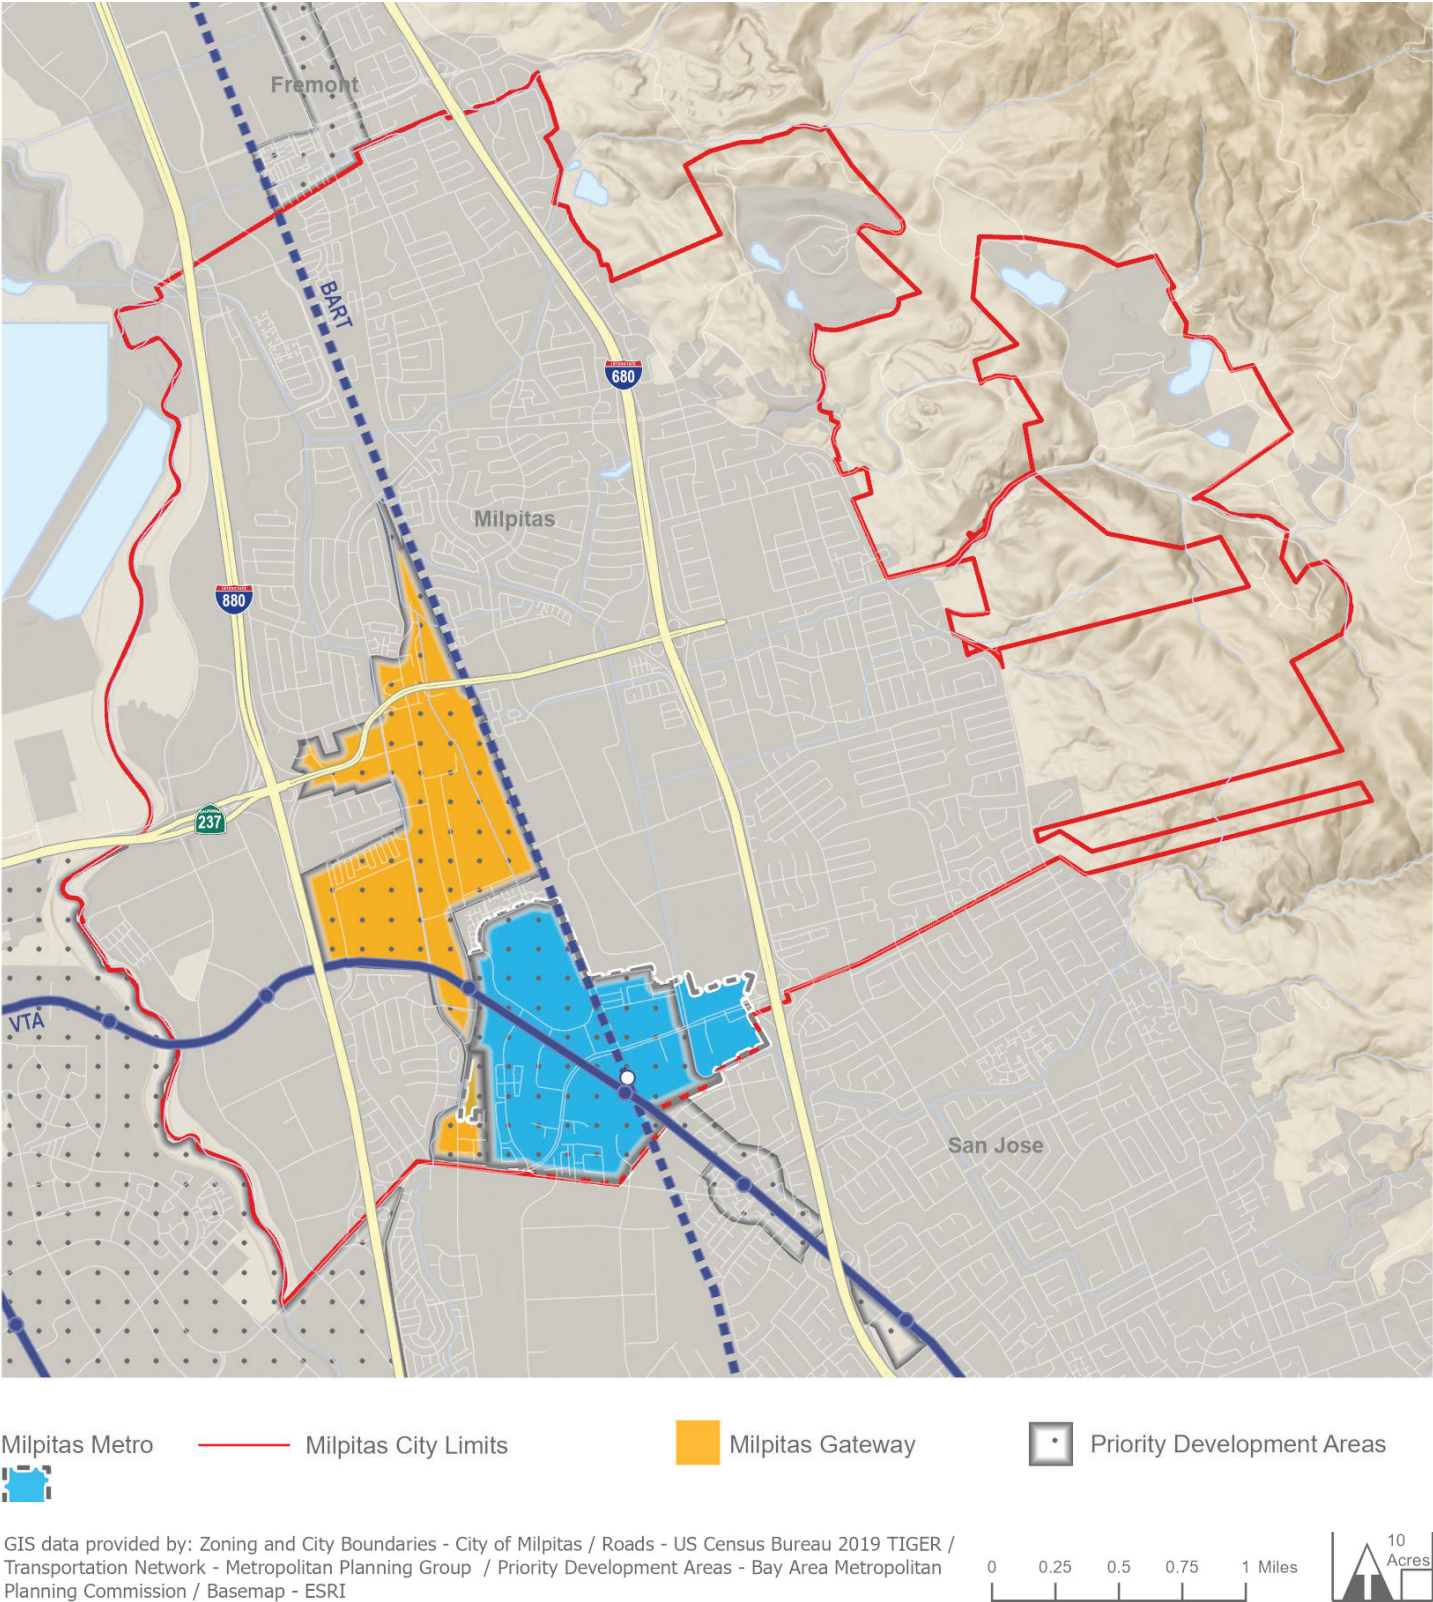 Fremont
BART
INTERSTATE
680
Milpitas
INTERSTATE
880
CALIFORNIA
237
VTA
San Jose
Milpitas Metro
Milpitas City Limits
Milpitas Gateway
Priority Development Areas
GIS data provided by: Zoning and City Boundaries - City of Milpitas / Roads - US Census Bureau 2019 TIGER /
Transportation Network - Metropolitan Planning Group / Priority Development Areas - Bay Area Metropolitan
Planning Commission / Basemap - ESRI
0 0.25 0.5 0.75 1 Miles
10
Acres